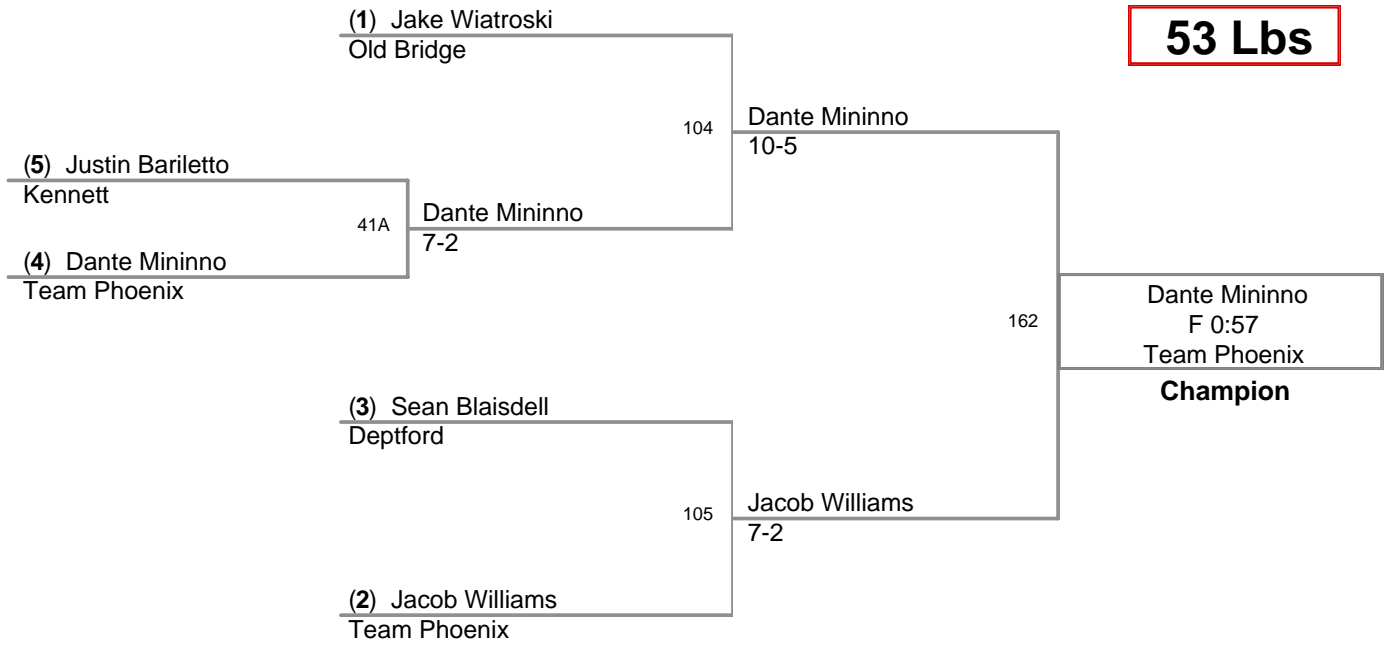 (1) Jake Wiatroski
Old Bridge
53 Lbs
104
Dante Mininno
10-5
(5) Justin Bariletto
Kennett
41A
Dante Mininno
7-2
(4) Dante Mininno
Team Phoenix
162
Dante Mininno
F 0:57
Team Phoenix
Champion
(3) Sean Blaisdell
Deptford
105
Jacob Williams
7-2
(2) Jacob Williams
Team Phoenix